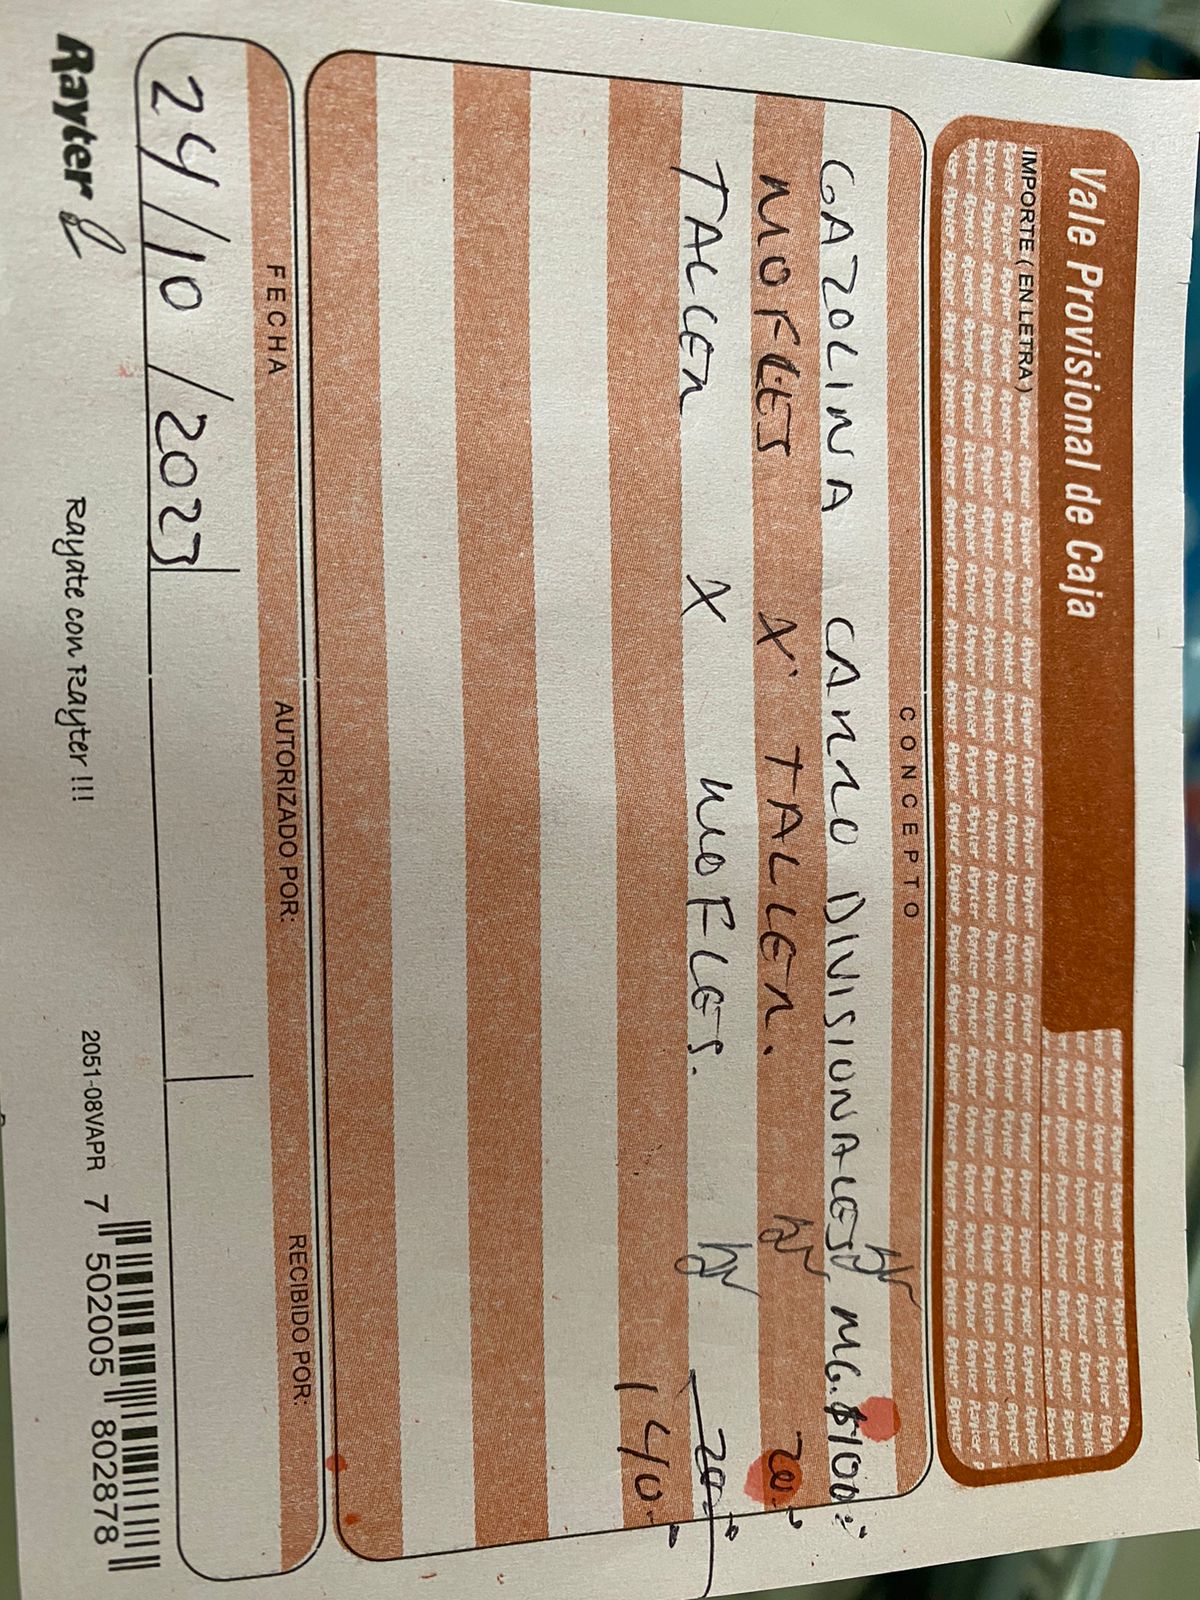 Vale Provisional de Caja
IMPORTE ( EN LETRA )
CONCEPTO
GAZOLINA CARRO DIVISIONALES, MG. $100.-
MOFLES X TALLER. 20.-
TALLER X MOFLES. 20.-
140.-
FECHA AUTORIZADO POR: RECIBIDO POR:
24/10/2023
Rayter Rayate con Rayter !!! 2051-08VAPR 7 502005 802878